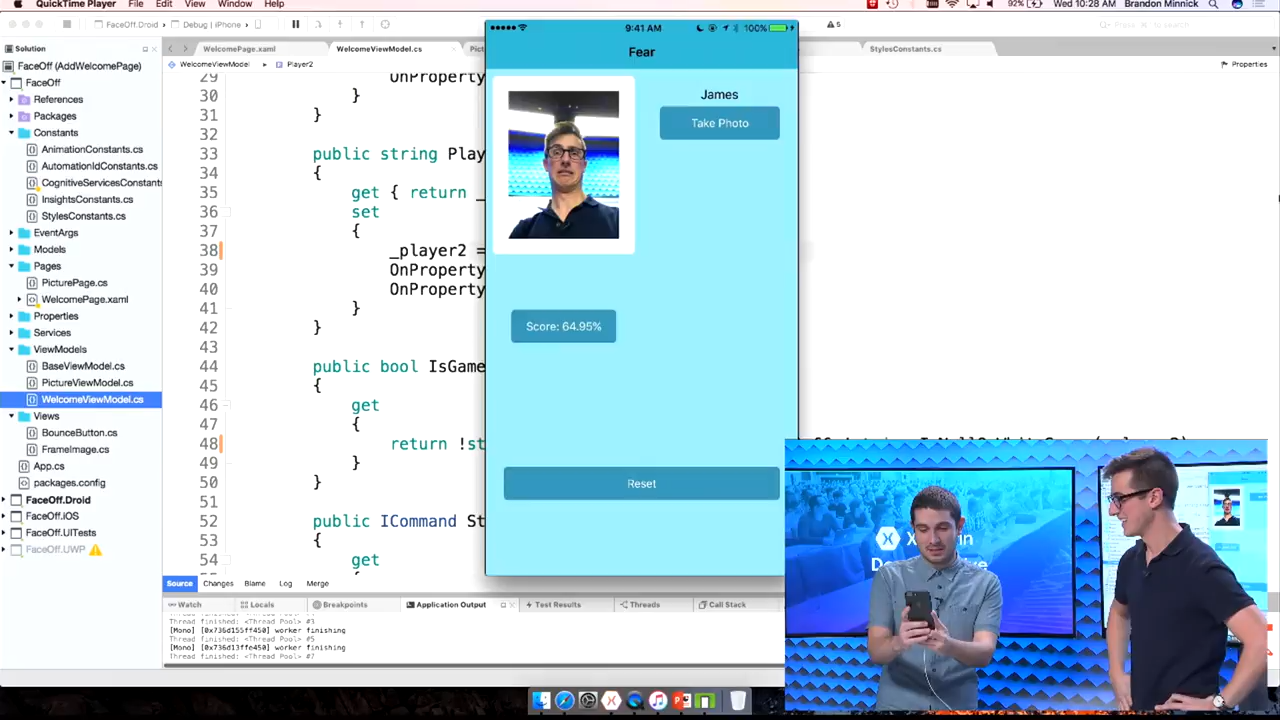 QuickTime Player File Edit View Window Help 92% Wed 10:28 AM Brandon Minnick
FaceOff.Droid Debug | iPhone 5
Solution
WelcomePage.xaml WelcomeViewModel.cs StylesConstants.cs
WelcomeViewModel Player2 Properties
FaceOff (AddWelcomePage)
FaceOff
References
Packages
Constants
AnimationConstants.cs
AutomationIdConstants.cs
CognitiveServicesConstants
InsightsConstants.cs
StylesConstants.cs
EventArgs
Models
Pages
PicturePage.cs
WelcomePage.xaml
Properties
Services
ViewModels
BaseViewModel.cs
PictureViewModel.cs
WelcomeViewModel.cs
Views
BounceButton.cs
FrameImage.cs
App.cs
packages.config
FaceOff.Droid
FaceOff.iOS
FaceOff.UITests
FaceOff.UWP
29 OnProperty
30 }
31 }
32
33 public string Play
34 {
35 get { return _
36 set
37 {
38 _player2 =
39 OnProperty
40 OnProperty
41 }
42 }
43
44 public bool IsGame
45 {
46 get
47 {
48 return !st
49 }
50 }
51
52 public ICommand St
53 {
54 get
9:41 AM 100%
Fear
James
Take Photo
Score: 64.95%
Reset
Source Changes Blame Log Merge
Watch Locals Breakpoints Application Output Test Results Threads Call Stack
Thread finished: <Thread Pool> #3
[Mono] [0x736d155ff450] worker finishing
Thread finished: <Thread Pool> #5
[Mono] [0x736d13ffe450] worker finishing
Thread finished: <Thread Pool> #7